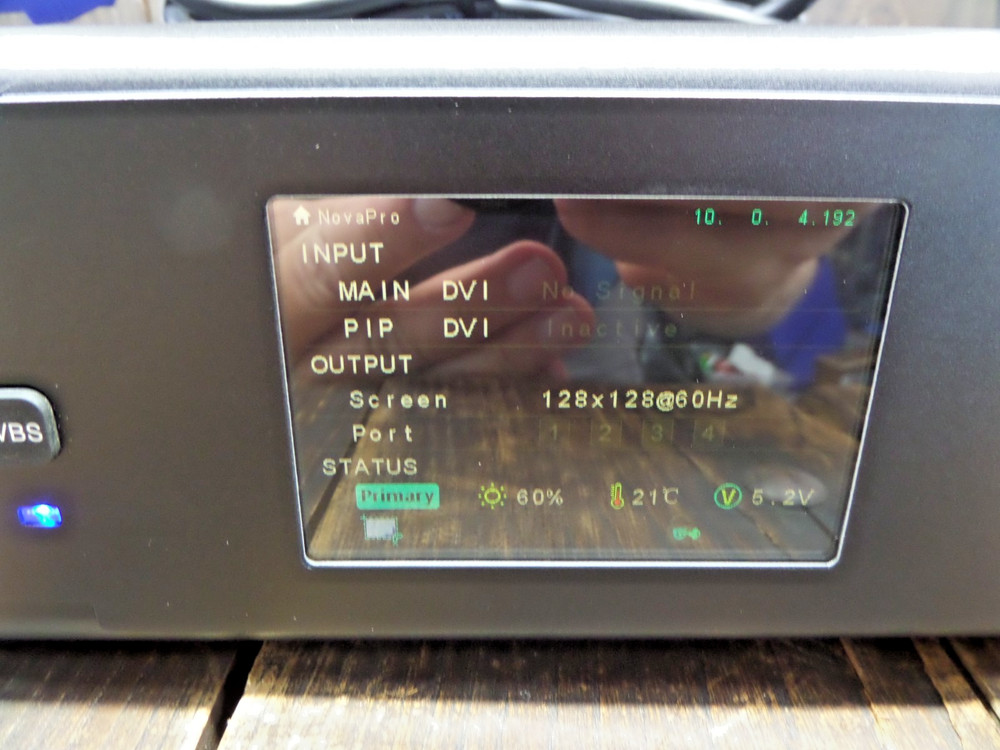 NovaPro 10. 0. 4.192
INPUT
MAIN DVI No Signal
PIP DVI Inactive
OUTPUT
Screen 128x128@60Hz
Port 1 2 3 4
STATUS
Primary 60% 21℃ V 5.2V
VBS